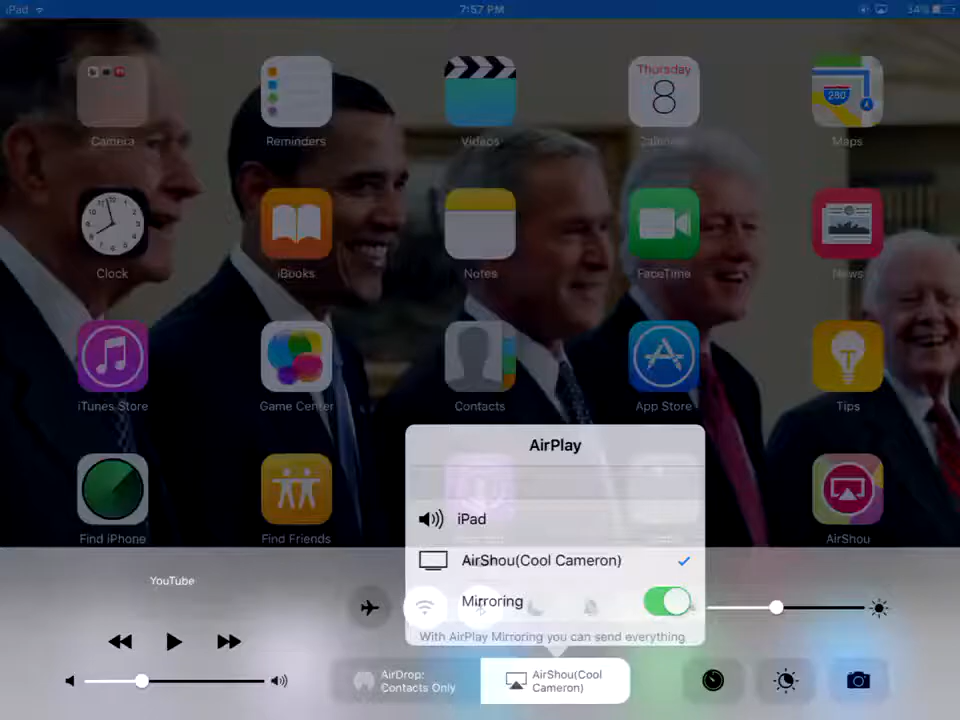 iPad
7:57 PM
34%
Camera
Reminders
Videos
Thursday
8
Calendar
Maps
280
Clock
iBooks
Notes
FaceTime
News
iTunes Store
Game Center
Contacts
App Store
Tips
Find iPhone
Find Friends
AirShou
AirPlay
iPad
AirShou(Cool Cameron)
Mirroring
With AirPlay Mirroring you can send everything
YouTube
AirDrop:
Contacts Only
AirShou(Cool
Cameron)